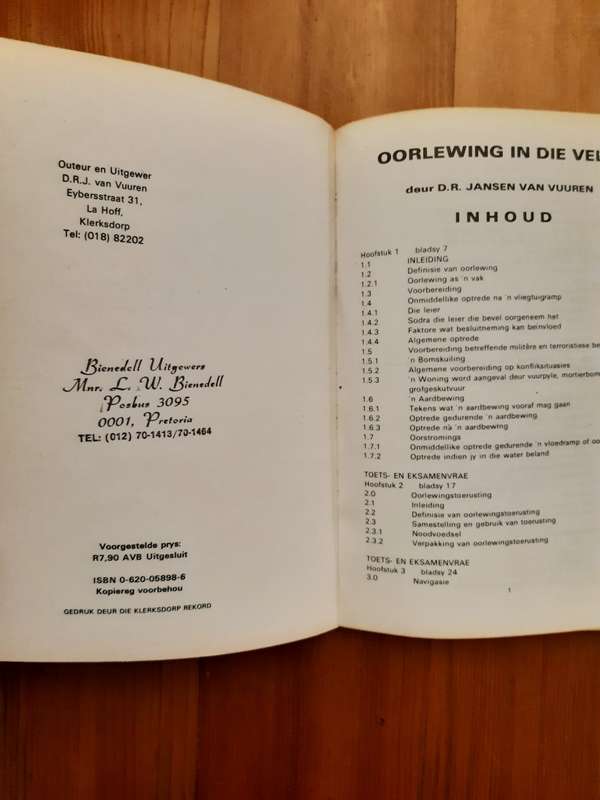 Outeur en Uitgewer
D.R.J. van Vuuren
Eybersstraat 31,
La Hoff,
Klerksdorp
Tel: (018) 82202
Bienedell Uitgewers
Mnr. L. W. Bienedell
Posbus 3095
0001, Pretoria
TEL: (012) 70-1413/70-1464
Voorgestelde prys:
R7,90 AVB Uitgesluit
ISBN 0-620-05898-6
Kopiereg voorbehou
GEDRUK DEUR DIE KLERKSDORP REKORD
OORLEWING IN DIE VEL
deur D.R. JANSEN VAN VUUREN
INHOUD
Hoofstuk 1 bladsy 7
1.1 INLEIDING
1.2 Definisie van oorlewing
1.2.1 Oorlewing as 'n vak
1.3 Voorbereiding
1.4 Onmiddellike optrede na 'n vliegtuigramp
1.4.1 Die leier
1.4.2 Sodra die leier die bevel oorgeneem het
1.4.3 Faktore wat besluitneming kan beïnvloed
1.4.4 Algemene optrede
1.5 Voorbereiding betreffende militêre en terroristiese be
1.5.1 'n Bomskuiling
1.5.2 Algemene voorbereiding op konfliksituasies
1.5.3 'n Woning word aangeval deur vuurpyle, mortierbom
grofgeskutvuur
1.6 'n Aardbewing
1.6.1 Tekens wat 'n aardbewing vooraf mag gaan
1.6.2 Optrede gedurende 'n aardbewing
1.6.3 Optrede ná 'n aardbewing
1.7 Oorstromings
1.7.1 Onmiddellike optrede gedurende 'n vloedramp of oo
1.7.2 Optrede indien jy in die water beland
TOETS- EN EKSAMENVRAE
Hoofstuk 2 bladsy 17
2.0 Oorlewingstoerusting
2.1 Inleiding
2.2 Definisie van oorlewingstoerusting
2.3 Samestelling en gebruik van toerusting
2.3.1 Noodvoedsel
2.3.2 Verpakking van oorlewingstoerusting
TOETS- EN EKSAMENVRAE
Hoofstuk 3 bladsy 24
3.0 Navigasie
1